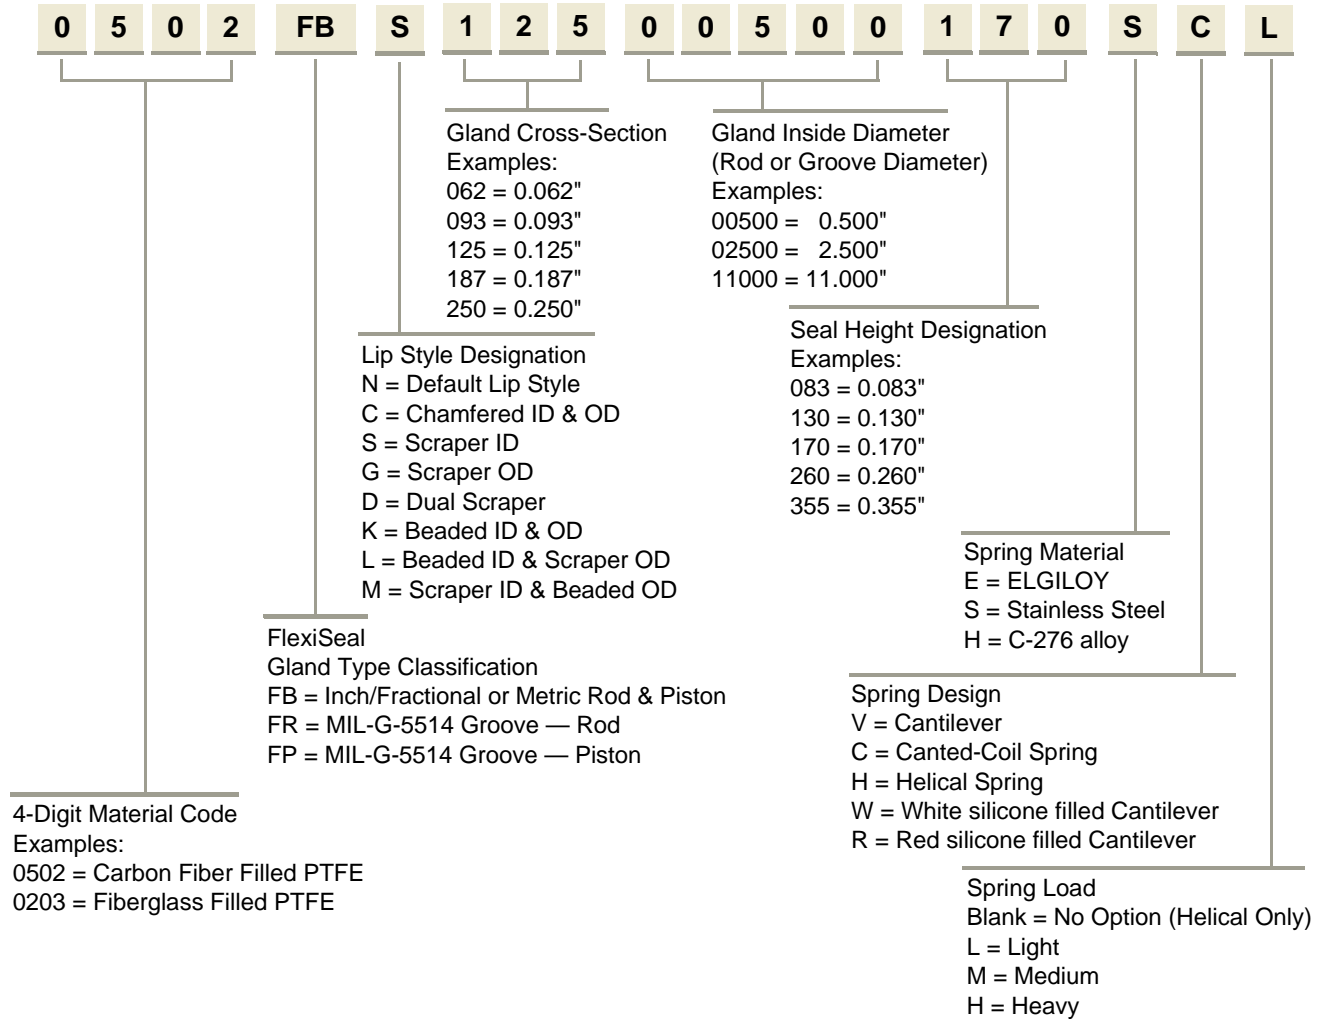 0 5 0 2 FB S 1 2 5 0 0 5 0 0 1 7 0 S C L
Gland Cross-Section
Examples:
062 = 0.062"
093 = 0.093"
125 = 0.125"
187 = 0.187"
250 = 0.250"
Gland Inside Diameter
(Rod or Groove Diameter)
Examples:
00500 = 0.500"
02500 = 2.500"
11000 = 11.000"
Seal Height Designation
Examples:
083 = 0.083"
130 = 0.130"
170 = 0.170"
260 = 0.260"
355 = 0.355"
Lip Style Designation
N = Default Lip Style
C = Chamfered ID & OD
S = Scraper ID
G = Scraper OD
D = Dual Scraper
K = Beaded ID & OD
L = Beaded ID & Scraper OD
M = Scraper ID & Beaded OD
Spring Material
E = ELGILOY
S = Stainless Steel
H = C-276 alloy
FlexiSeal
Gland Type Classification
FB = Inch/Fractional or Metric Rod & Piston
FR = MIL-G-5514 Groove — Rod
FP = MIL-G-5514 Groove — Piston
Spring Design
V = Cantilever
C = Canted-Coil Spring
H = Helical Spring
W = White silicone filled Cantilever
R = Red silicone filled Cantilever
4-Digit Material Code
Examples:
0502 = Carbon Fiber Filled PTFE
0203 = Fiberglass Filled PTFE
Spring Load
Blank = No Option (Helical Only)
L = Light
M = Medium
H = Heavy